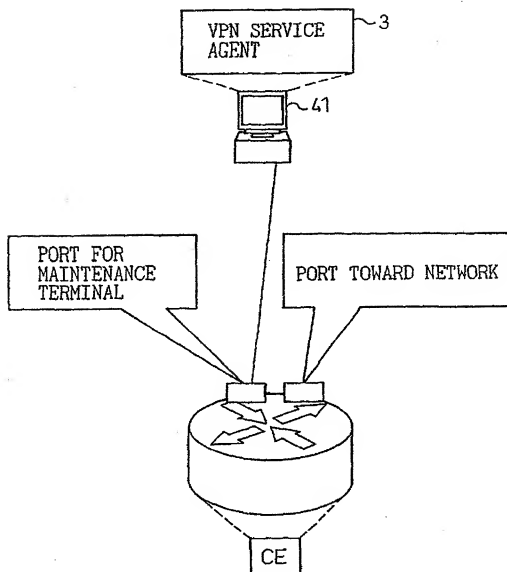 VPN SERVICE
AGENT
3
41
PORT FOR
MAINTENANCE
TERMINAL
PORT TOWARD NETWORK
CE